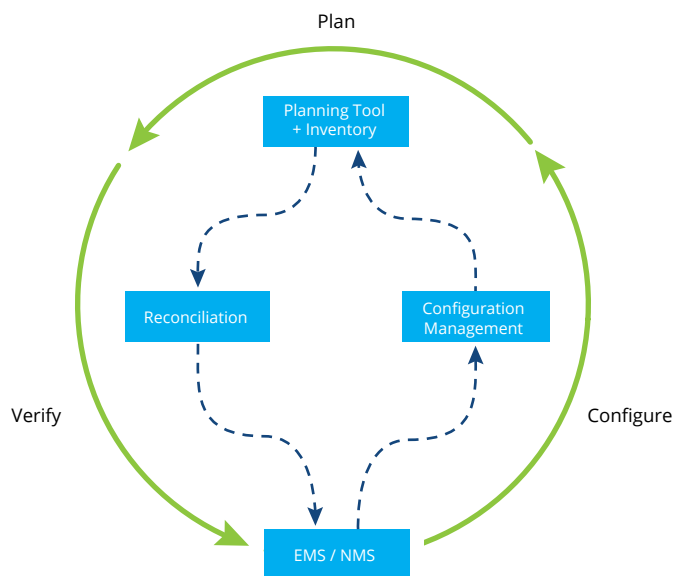 Plan
Planning Tool
+ Inventory
Reconciliation
Configuration
Management
Verify
Configure
EMS / NMS